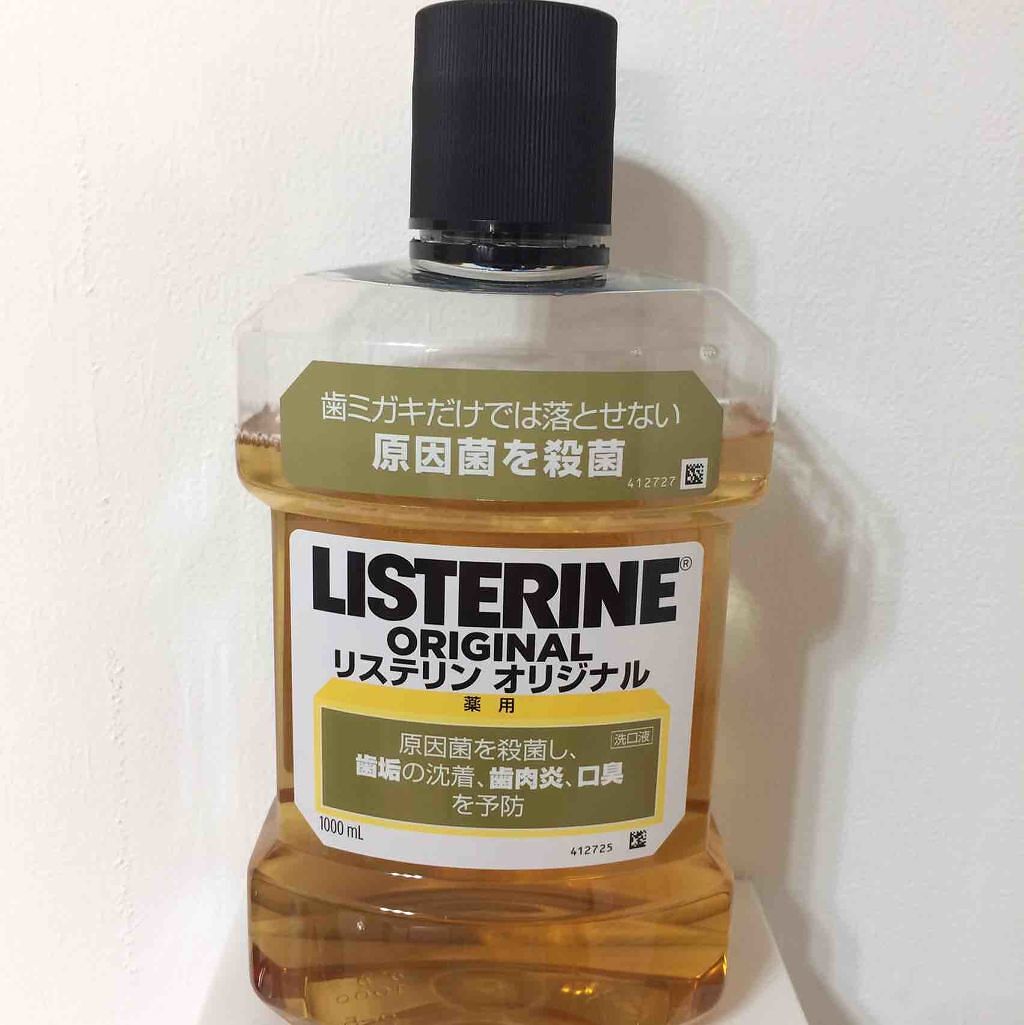 歯ミガキだけでは落とせない
原因菌を殺菌
412727
LISTERINE®
ORIGINAL
リステリン オリジナル
薬用
洗口液
原因菌を殺菌し、
歯垢の沈着、歯肉炎、口臭
を予防
1000 mL
412725